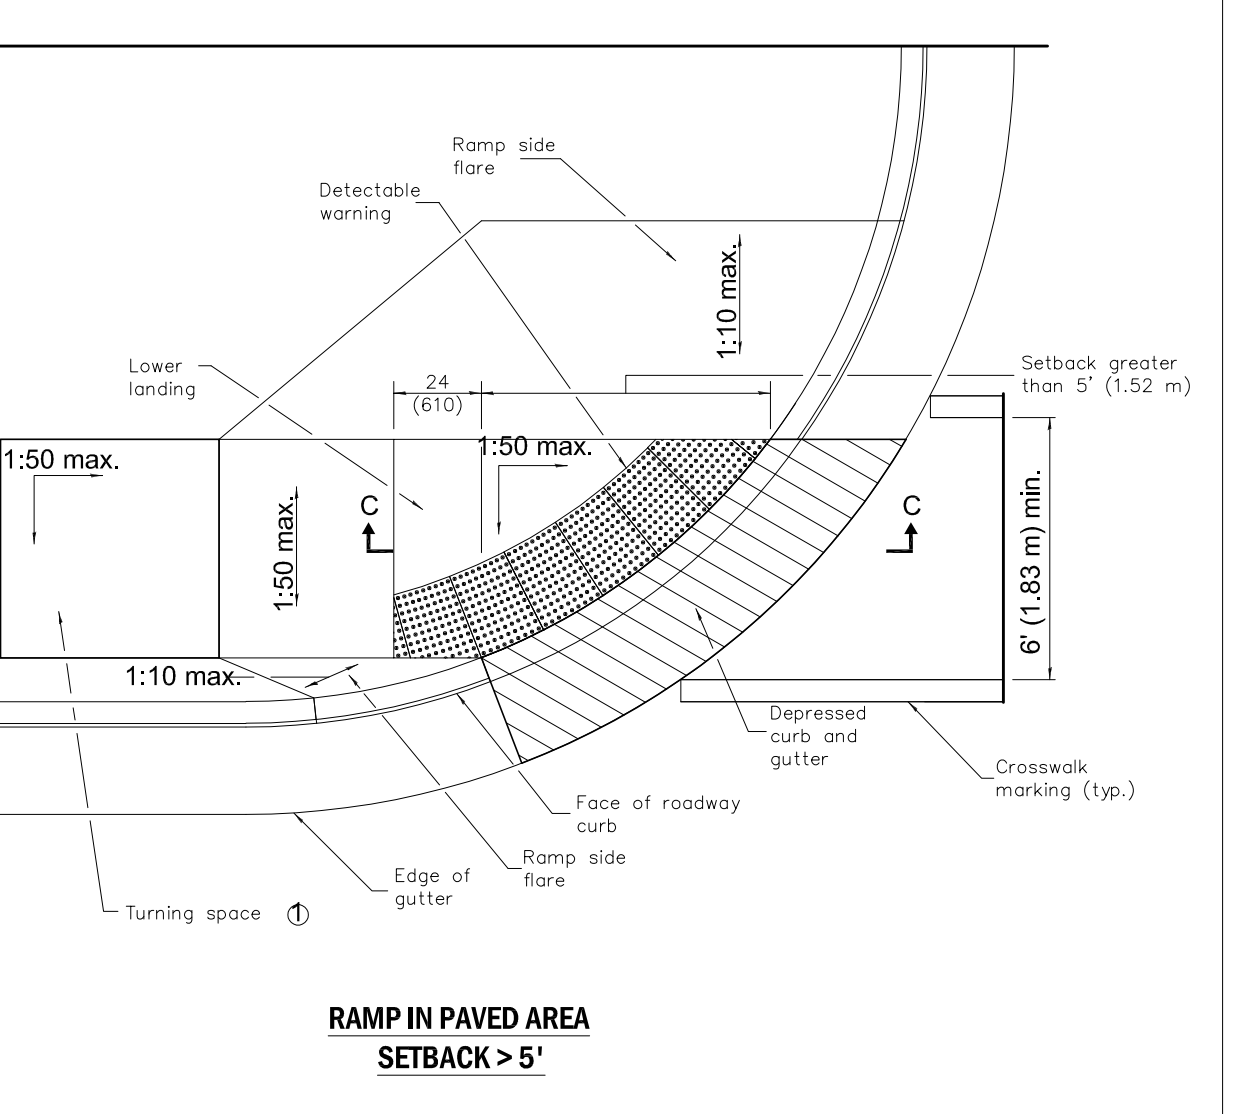 Ramp side
flare
Detectable
warning
1:10 max.
Lower
landing
24
(610)
Setback greater
than 5' (1.52 m)
1:50 max.
1:50 max.
1:50 max.
C
C
6' (1.83 m) min.
1:10 max.
Depressed
curb and
gutter
Crosswalk
marking (typ.)
Face of roadway
curb
Ramp side
flare
Edge of
gutter
Turning space ①
RAMP IN PAVED AREA
SETBACK > 5'